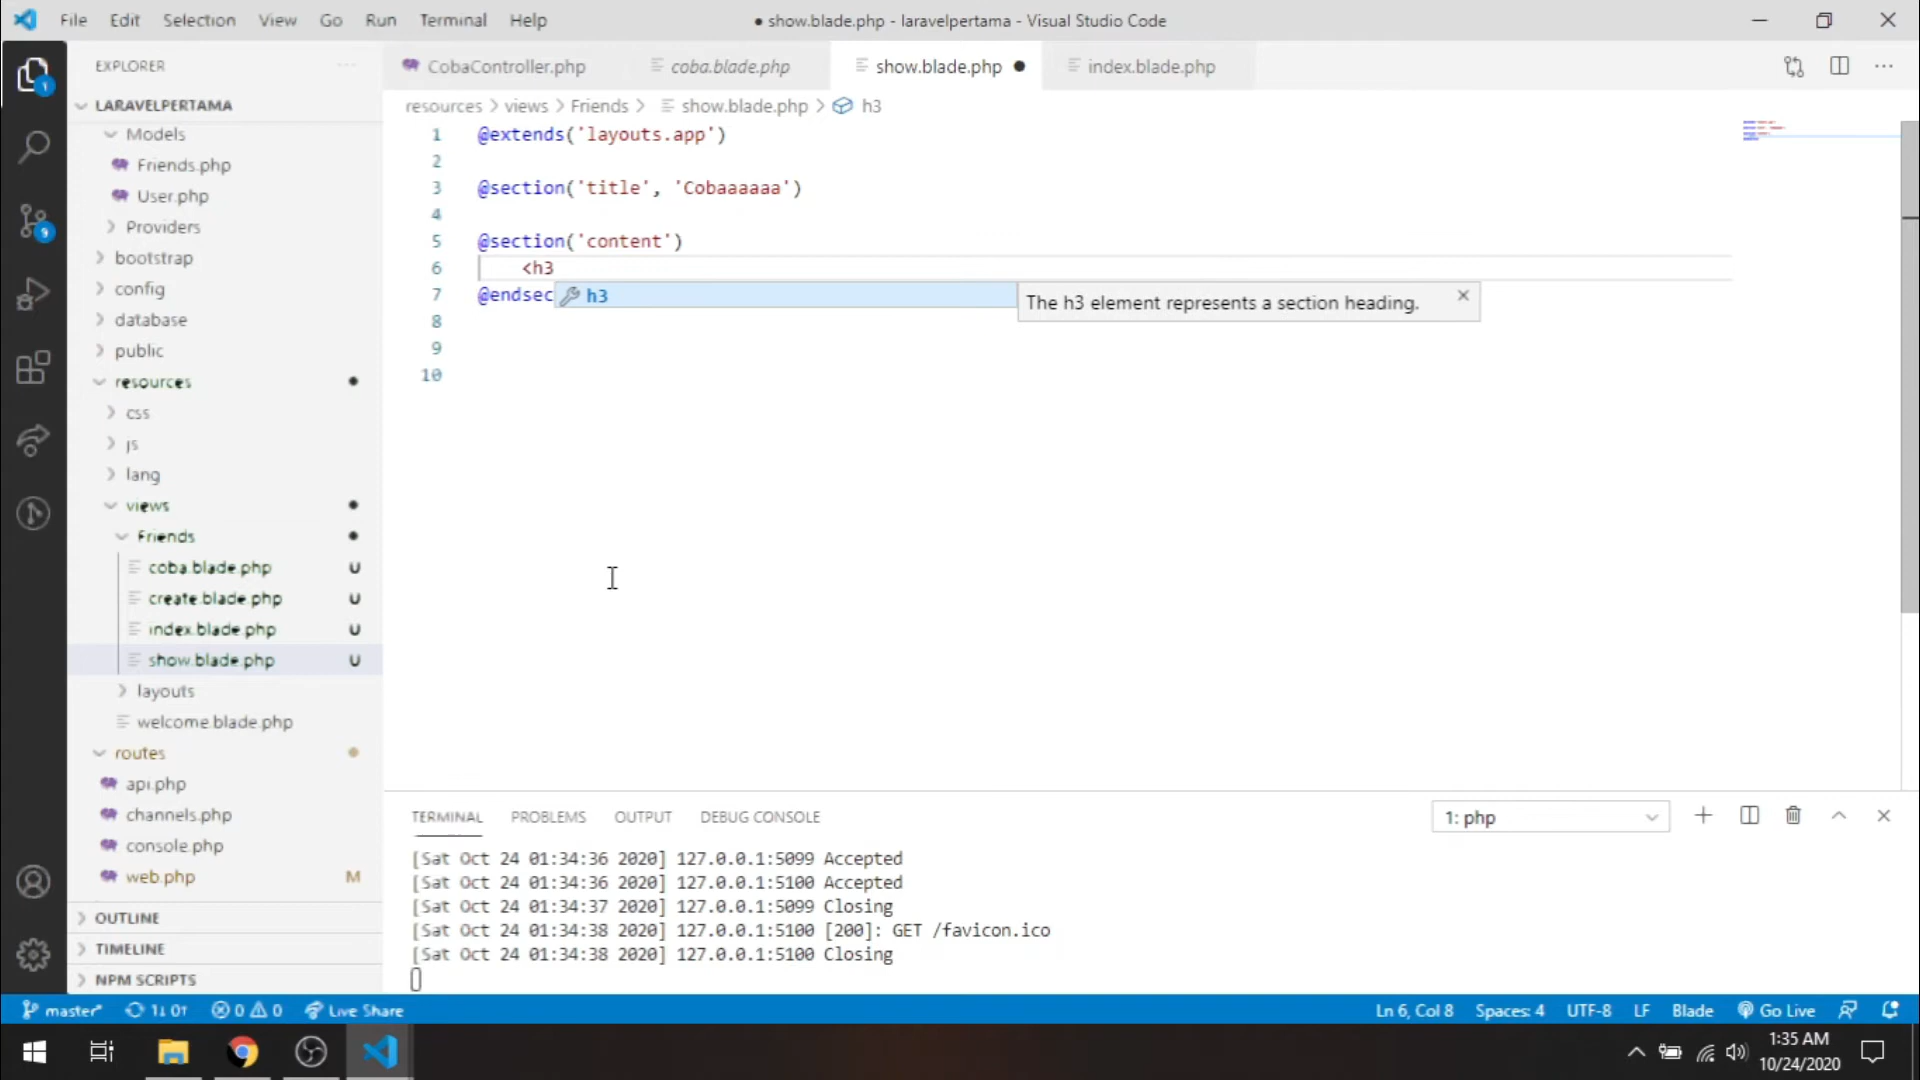 File Edit Selection View Go Run Terminal Help
● show.blade.php - laravelpertama - Visual Studio Code
EXPLORER
CobaController.php
coba.blade.php
show.blade.php
index.blade.php
LARAVELPERTAMA
resources > views > Friends > show.blade.php > h3
Models
Friends.php
User.php
Providers
bootstrap
config
database
public
resources
css
js
lang
views
Friends
coba.blade.php U
create.blade.php U
index.blade.php U
show.blade.php U
layouts
welcome.blade.php
routes
api.php
channels.php
console.php
web.php M
OUTLINE
TIMELINE
NPM SCRIPTS
1 @extends('layouts.app')
2
3 @section('title', 'Cobaaaaaa')
4
5 @section('content')
6 <h3
7 @endsec
8
9
10
h3
The h3 element represents a section heading.
TERMINAL PROBLEMS OUTPUT DEBUG CONSOLE
1: php
[Sat Oct 24 01:34:36 2020] 127.0.0.1:5099 Accepted
[Sat Oct 24 01:34:36 2020] 127.0.0.1:5100 Accepted
[Sat Oct 24 01:34:37 2020] 127.0.0.1:5099 Closing
[Sat Oct 24 01:34:38 2020] 127.0.0.1:5100 [200]: GET /favicon.ico
[Sat Oct 24 01:34:38 2020] 127.0.0.1:5100 Closing
1
9
master* 1↓ 0↑ 0 0 Live Share
Ln 6, Col 8 Spaces: 4 UTF-8 LF Blade Go Live
1:35 AM
10/24/2020